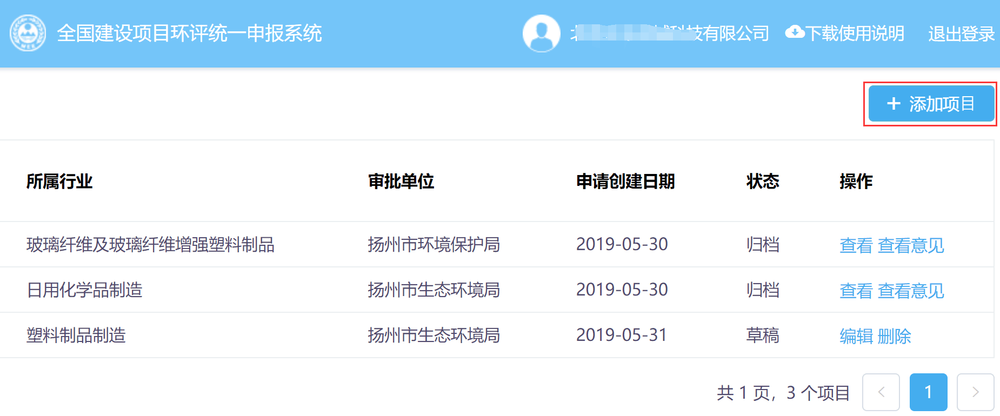 全国建设项目环评统一申报系统 技有限公司 下载使用说明 退出登录
+ 添加项目
所属行业 审批单位 申请创建日期 状态 操作
玻璃纤维及玻璃纤维增强塑料制品 扬州市环境保护局 2019-05-30 归档 查看 查看意见
日用化学品制造 扬州市生态环境局 2019-05-30 归档 查看 查看意见
塑料制品制造 扬州市生态环境局 2019-05-31 草稿 编辑 删除
共 1 页，3 个项目 < 1 >